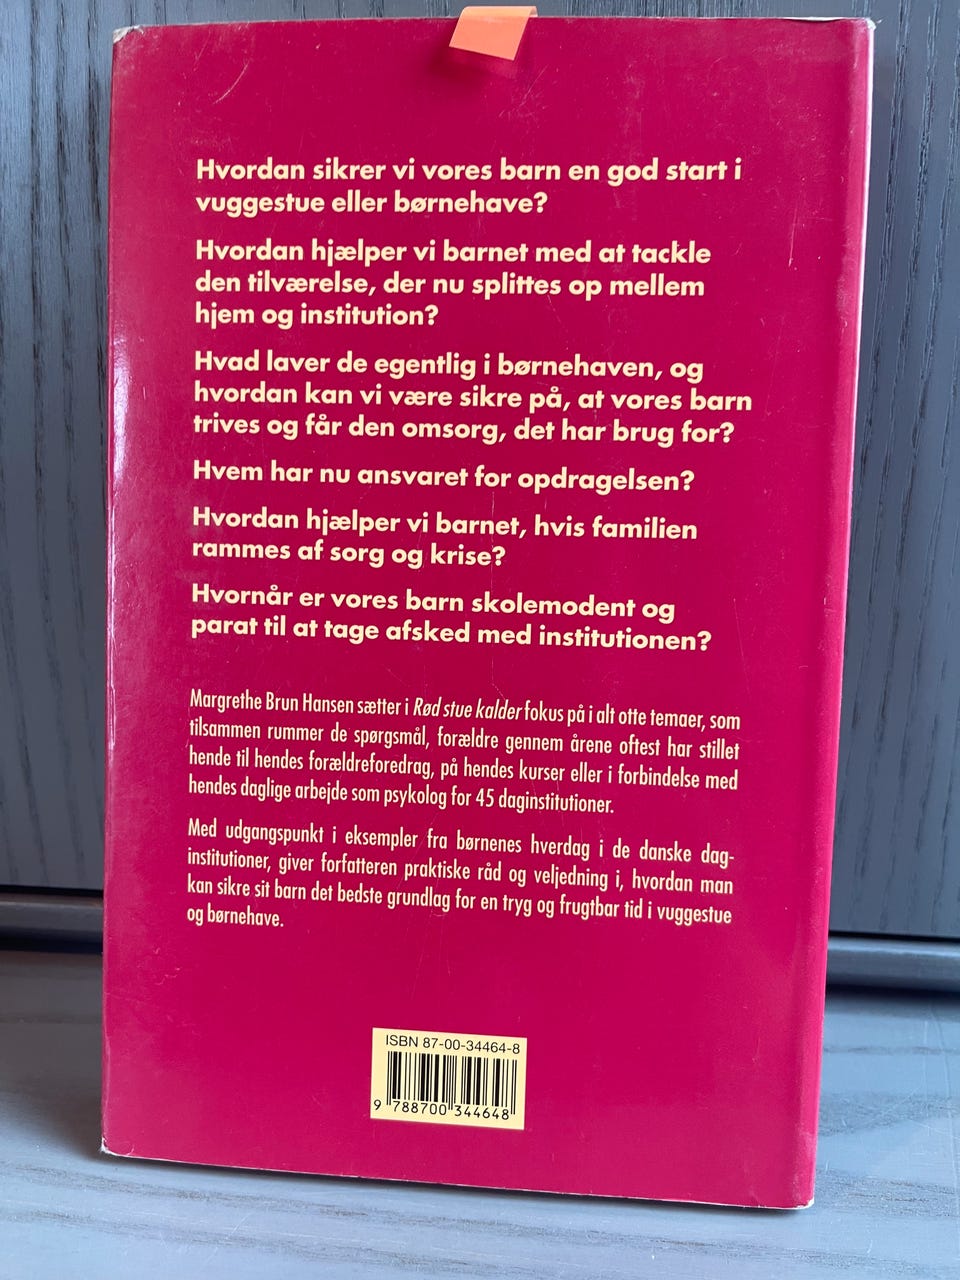 Hvordan sikrer vi vores barn en god start i
vuggestue eller børnehave?
Hvordan hjælper vi barnet med at tackle
den tilværelse, der nu splittes op mellem
hjem og institution?
Hvad laver de egentlig i børnehaven, og
hvordan kan vi være sikre på, at vores barn
trives og får den omsorg, det har brug for?
Hvem har nu ansvaret for opdragelsen?
Hvordan hjælper vi barnet, hvis familien
rammes af sorg og krise?
Hvornår er vores barn skolemodent og
parat til at tage afsked med institutionen?
Margrethe Brun Hansen sætter i Rød stue kalder fokus på i alt otte temaer, som
tilsammen rummer de spørgsmål, forældre gennem årene oftest har stillet
hende til hendes forældreforedrag, på hendes kurser eller i forbindelse med
hendes daglige arbejde som psykolog for 45 daginstitutioner.
Med udgangspunkt i eksempler fra børnenes hverdag i de danske dag-
institutioner, giver forfatteren praktiske råd og veljedning i, hvordan man
kan sikre sit barn det bedste grundlag for en tryg og frugtbar tid i vuggestue
og børnehave.
ISBN 87-00-34464-8
9 788700 344648